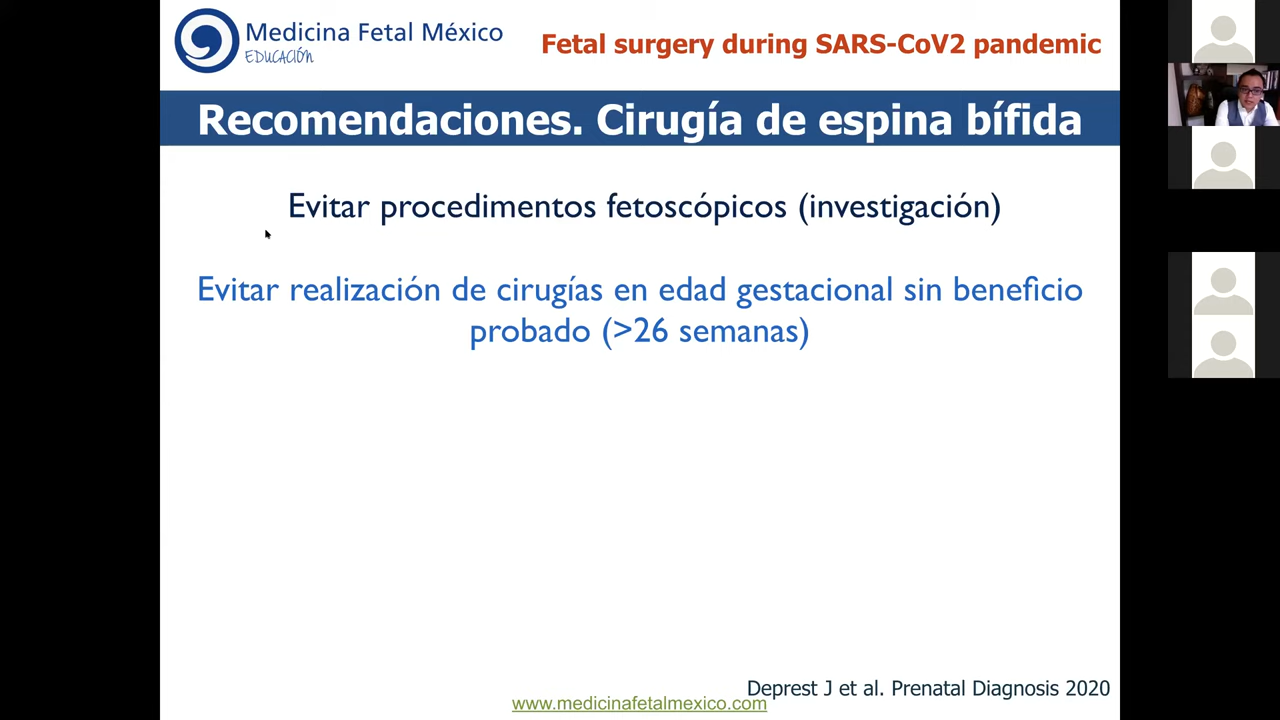 Medicina Fetal México
EDUCACIÓN
Fetal surgery during SARS-CoV2 pandemic
Recomendaciones. Cirugía de espina bífida
Evitar procedimentos fetoscópicos (investigación)
Evitar realización de cirugías en edad gestacional sin beneficio
probado (>26 semanas)
Deprest J et al. Prenatal Diagnosis 2020
www.medicinafetalmexico.com